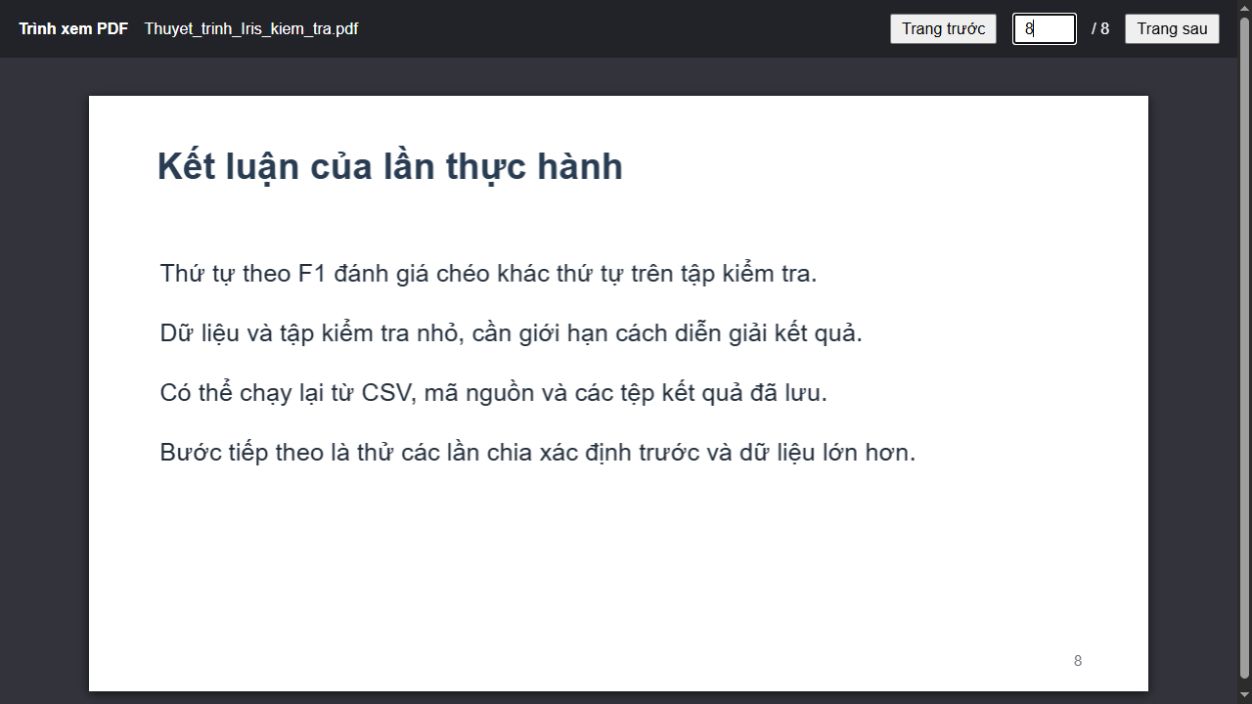 Trình xem PDF Thuyet_trinh_Iris_kiem_tra.pdf Trang trước 8 / 8 Trang sau
Kết luận của lần thực hành
Thứ tự theo F1 đánh giá chéo khác thứ tự trên tập kiểm tra.
Dữ liệu và tập kiểm tra nhỏ, cần giới hạn cách diễn giải kết quả.
Có thể chạy lại từ CSV, mã nguồn và các tệp kết quả đã lưu.
Bước tiếp theo là thử các lần chia xác định trước và dữ liệu lớn hơn.
8